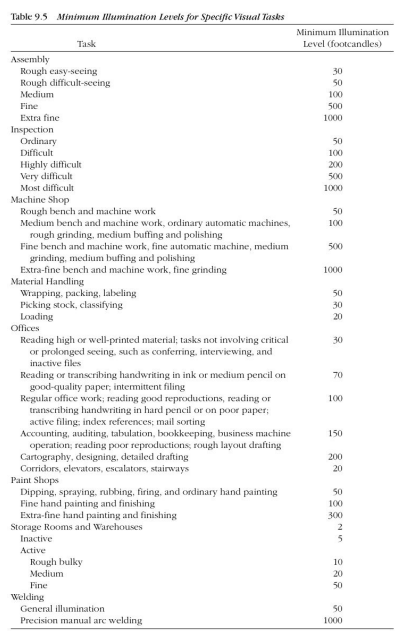 Table 9.5 Minimum Illumination Levels for Specific Visual Tasks
Minimum Illumination
Task Level (footcandles)
Assembly
Rough easy-seeing 30
Rough difficult-seeing 50
Medium 100
Fine 500
Extra fine 1000
Inspection
Ordinary 50
Difficult 100
Highly difficult 200
Very difficult 500
Most difficult 1000
Machine Shop
Rough bench and machine work 50
Medium bench and machine work, ordinary automatic machines, 100
rough grinding, medium buffing and polishing
Fine bench and machine work, fine automatic machine, medium 500
grinding, medium buffing and polishing
Extra-fine bench and machine work, fine grinding 1000
Material Handling
Wrapping, packing, labeling 50
Picking stock, classifying 30
Loading 20
Offices
Reading high or well-printed material; tasks not involving critical 30
or prolonged seeing, such as conferring, interviewing, and
inactive files
Reading or transcribing handwriting in ink or medium pencil on 70
good-quality paper; intermittent filing
Regular office work; reading good reproductions, reading or 100
transcribing handwriting in hard pencil or on poor paper;
active filing; index references; mail sorting
Accounting, auditing, tabulation, bookkeeping, business machine 150
operation; reading poor reproductions; rough layout drafting
Cartography, designing, detailed drafting 200
Corridors, elevators, escalators, stairways 20
Paint Shops
Dipping, spraying, rubbing, firing, and ordinary hand painting 50
Fine hand painting and finishing 100
Extra-fine hand painting and finishing 300
Storage Rooms and Warehouses 2
Inactive 5
Active
Rough bulky 10
Medium 20
Fine 50
Welding
General illumination 50
Precision manual arc welding 1000